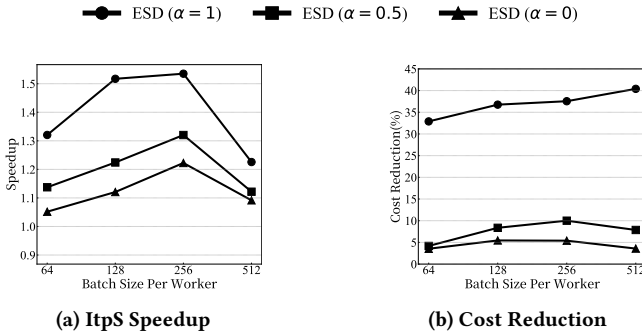 ESD (α = 1) ESD (α = 0.5) ESD (α = 0)
1.5
1.4
1.3
1.2
1.1
1.0
0.9
Speedup
64 128 256 512
Batch Size Per Worker
(a) ItpS Speedup
45
40
35
30
25
20
15
10
5
0
Cost Reduction(%)
64 128 256 512
Batch Size Per Worker
(b) Cost Reduction